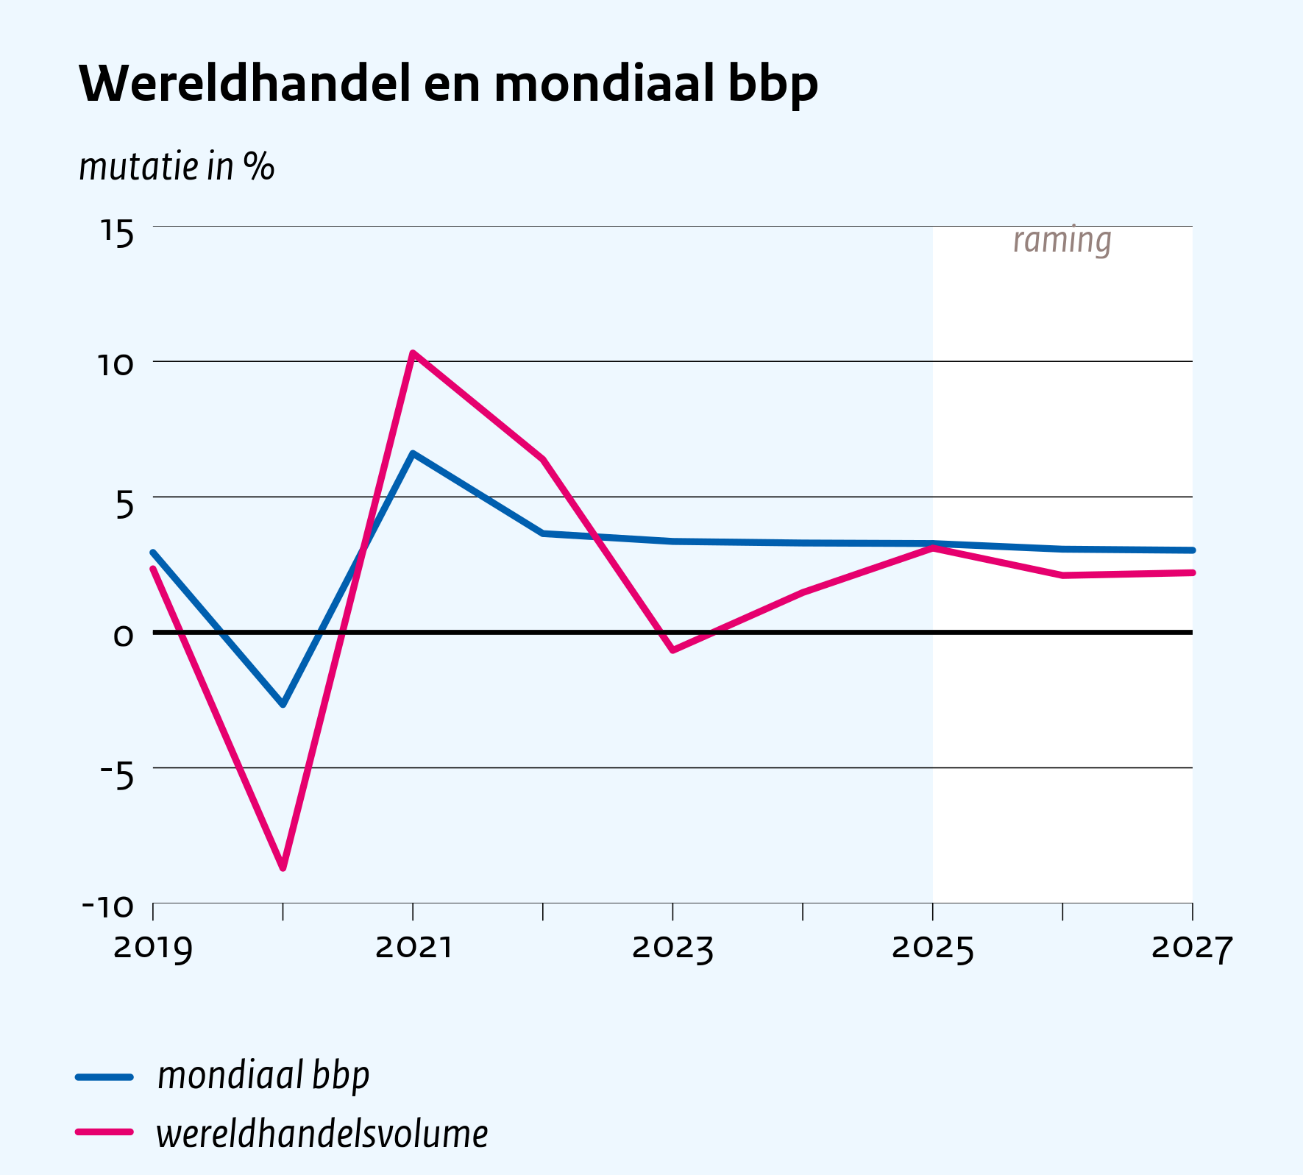 Wereldhandel en mondiaal bbp
mutatie in %
15
raming
10
5
0
-5
-10
2019 2021 2023 2025 2027
mondiaal bbp
wereldhandelsvolume